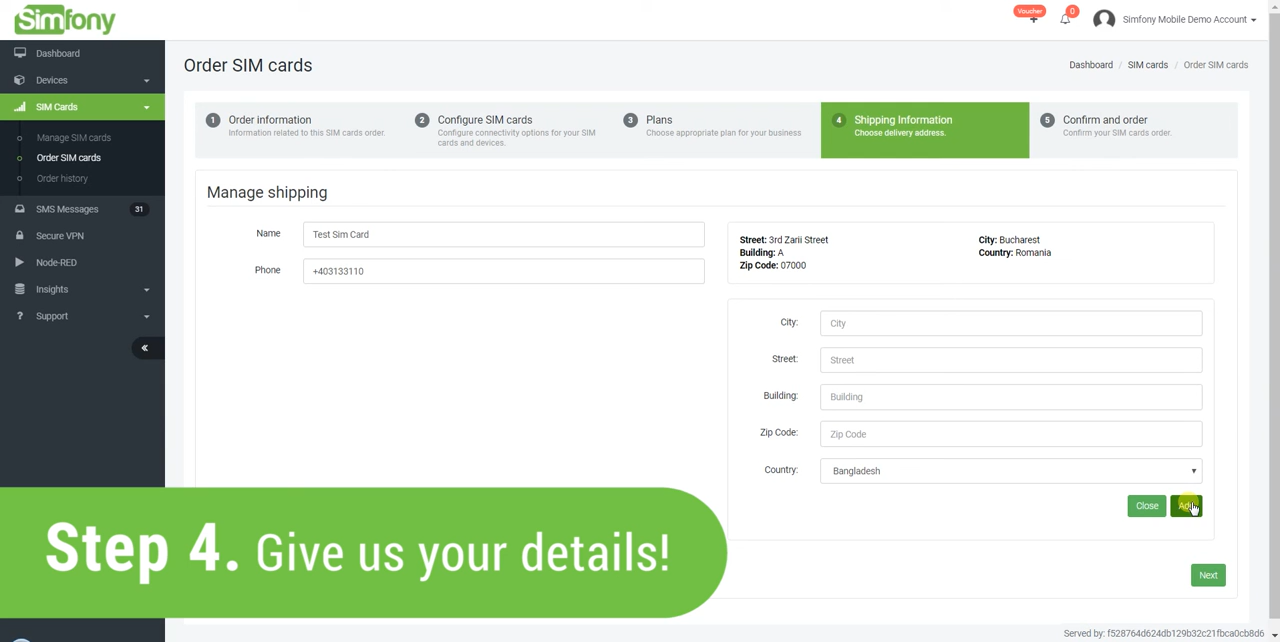 Simfony
Voucher
0
Simfony Mobile Demo Account
Dashboard
Devices
SIM Cards
Manage SIM cards
Order SIM cards
Order history
SMS Messages 31
Secure VPN
Node-RED
Insights
Support
Order SIM cards
Dashboard / SIM cards / Order SIM cards
1 Order information
Information related to this SIM cards order.
2 Configure SIM cards
Configure connectivity options for your SIM
cards and devices.
3 Plans
Choose appropriate plan for your business
4 Shipping Information
Choose delivery address.
5 Confirm and order
Confirm your SIM cards order.
Manage shipping
Name Test Sim Card
Phone +403133110
Street: 3rd Zarii Street
Building: A
Zip Code: 07000
City: Bucharest
Country: Romania
City: City
Street: Street
Building: Building
Zip Code: Zip Code
Country: Bangladesh
Close
Next
Step 4. Give us your details!
Served by: f528764d624db129b32c21fbca0cb8d6